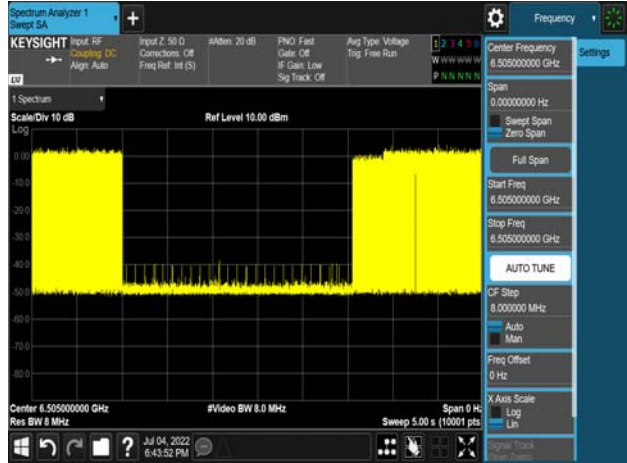 Spectrum Analyzer 1
Swept SA
+
Frequency
KEYSIGHT
Input: RF
Coupling: DC
Align: Auto
Input Z: 50 Ω
Corrections: Off
Freq Ref: Int (S)
#Atten: 20 dB
PNO: Fast
Gate: Off
IF Gain: Low
Sig Track: Off
Avg Type: Voltage
Trig: Free Run
1 2 3 4 5 6
W W W W W W
P N N N N N
LXI
Center Frequency
6.505000000 GHz
Settings
Span
0.00000000 Hz
Swept Span
Zero Span
Full Span
Start Freq
6.505000000 GHz
Stop Freq
6.505000000 GHz
AUTO TUNE
CF Step
8.000000 MHz
Auto
Man
Freq Offset
0 Hz
X Axis Scale
Log
Lin
Signal Track
(Span Zoom)
1 Spectrum
Scale/Div 10 dB
Ref Level 10.00 dBm
Log
0.00
-10.0
-20.0
-30.0
-40.0
-50.0
-60.0
-70.0
-80.0
Center 6.505000000 GHz
#Video BW 8.0 MHz
Span 0 Hz
Res BW 8 MHz
Sweep 5.00 s (10001 pts
?
Jul 04, 2022
6:43:52 PM